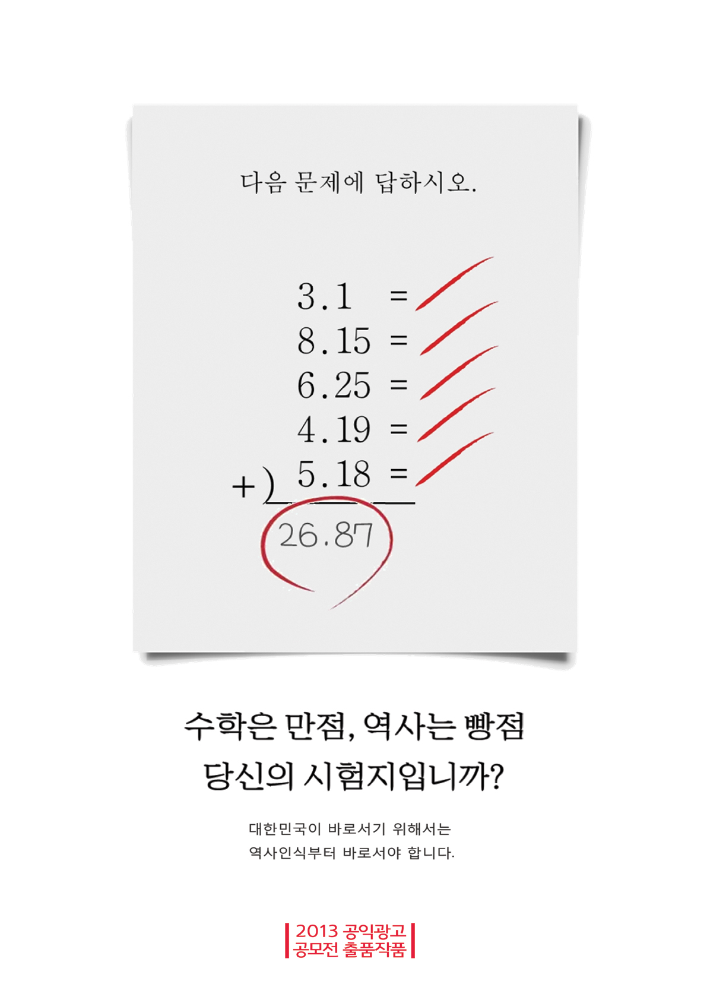 다음 문제에 답하시오.
3.1 =
8.15 =
6.25 =
4.19 =
+) 5.18 =
26.87
수학은 만점, 역사는 빵점
당신의 시험지입니까?
대한민국이 바로서기 위해서는
역사인식부터 바로서야 합니다.
2013 공익광고
공모전 출품작품